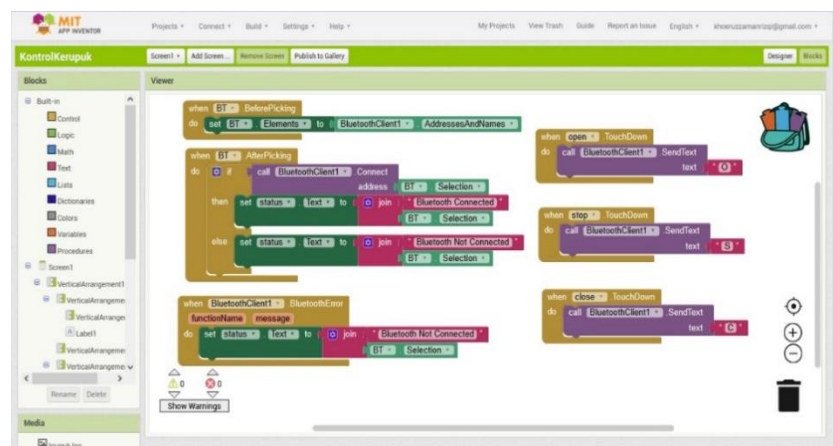 MIT
APP INVENTOR
Projects Connect Build Settings Help My Projects View Trash Guide Report an Issue English
KontrolKerupuk Screen1 Add Screen ... Remove Screen Publish to Gallery Designer Blocks
Blocks
Built-in
Control
Logic
Math
Text
Lists
Dictionaries
Colors
Variables
Procedures
Screen1
VerticalArrangement1
VerticalArrangeme
VerticalArranger
Label1
VerticalArrangeme
VerticalArrangeme
Rename Delete
Media
Viewer
when BT .BeforePicking
do set BT . Elements to BluetoothClient1 . AddressesAndNames
when BT .AfterPicking
do if call BluetoothClient1 .Connect
address BT . Selection
then set status . Text to join " Bluetooth Connected "
BT . Selection
else set status . Text to join " Bluetooth Not Connected "
BT . Selection
when BluetoothClient1 .BluetoothError
functionName message
do set status . Text to join " Bluetooth Not Connected "
BT . Selection
0 0
Show Warnings
when open .TouchDown
do call BluetoothClient1 .SendText
text " O "
when stop .TouchDown
do call BluetoothClient1 .SendText
text " S "
when close .TouchDown
do call BluetoothClient1 .SendText
text " C "